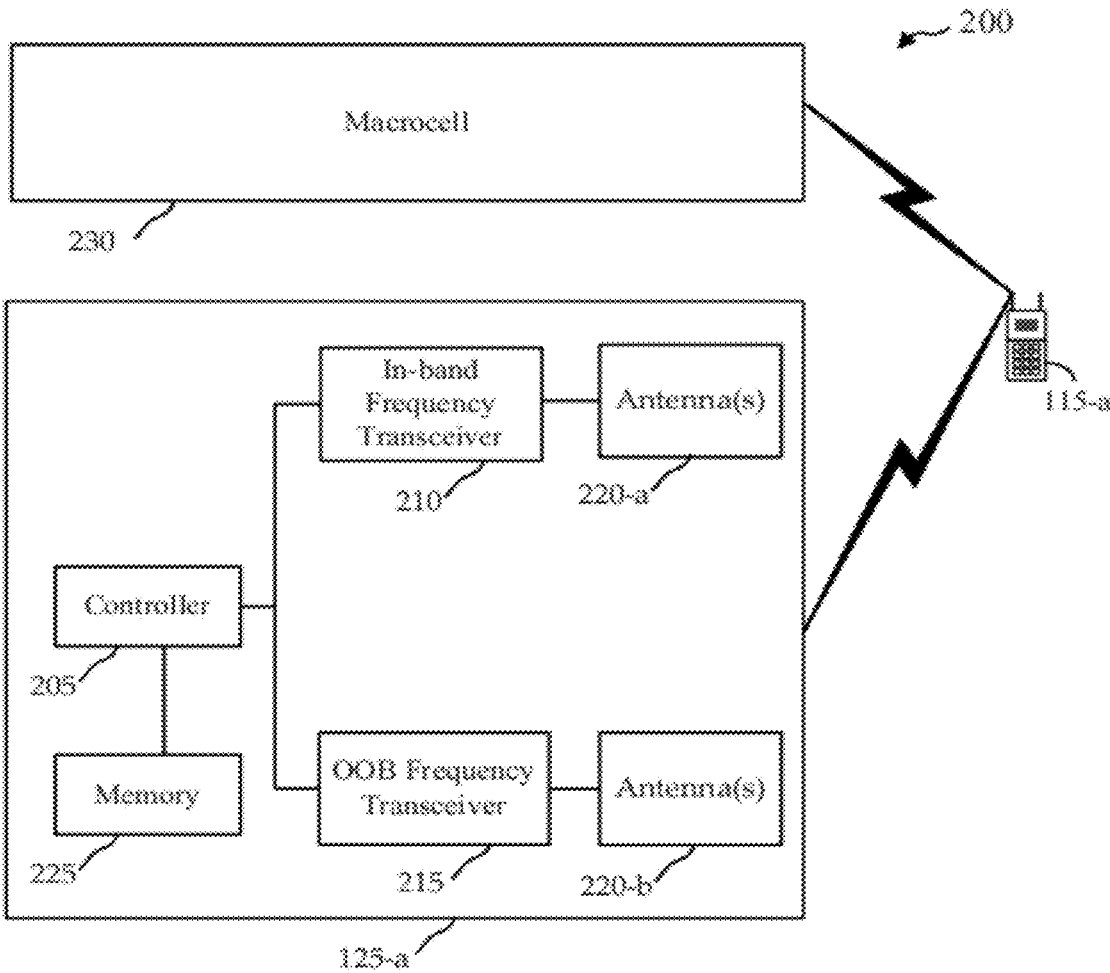 200
Macrocell
230
In-band
Frequency
Transceiver
Antenna(s)
115-a
210
220-a
Controller
205
OOB Frequency
Transceiver
Antenna(s)
Memory
225
215
220-b
125-a